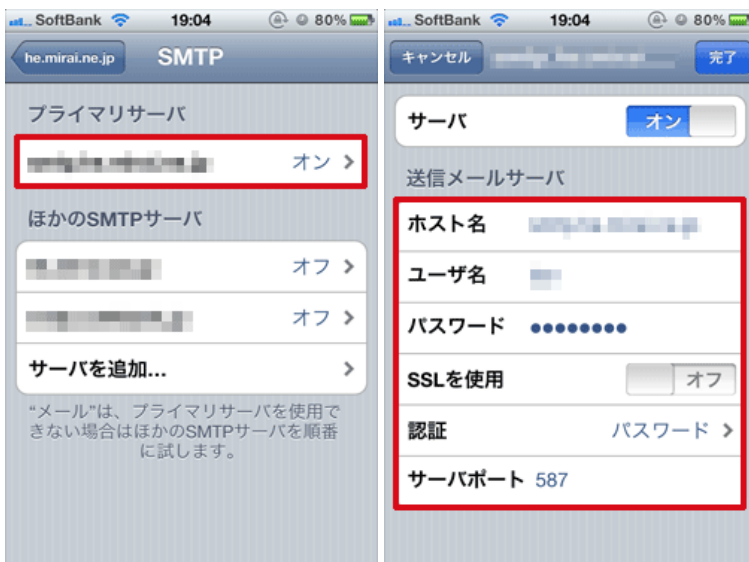 SoftBank 19:04 80%
he.mirai.ne.jp SMTP
プライマリサーバ
オン
ほかのSMTPサーバ
オフ
オフ
サーバを追加...
“メール”は、プライマリサーバを使用で
きない場合はほかのSMTPサーバを順番
に試します。
SoftBank 19:04 80%
キャンセル 完了
サーバ オン
送信メールサーバ
ホスト名
ユーザ名
パスワード ●●●●●●●●
SSLを使用 オフ
認証 パスワード
サーバポート 587